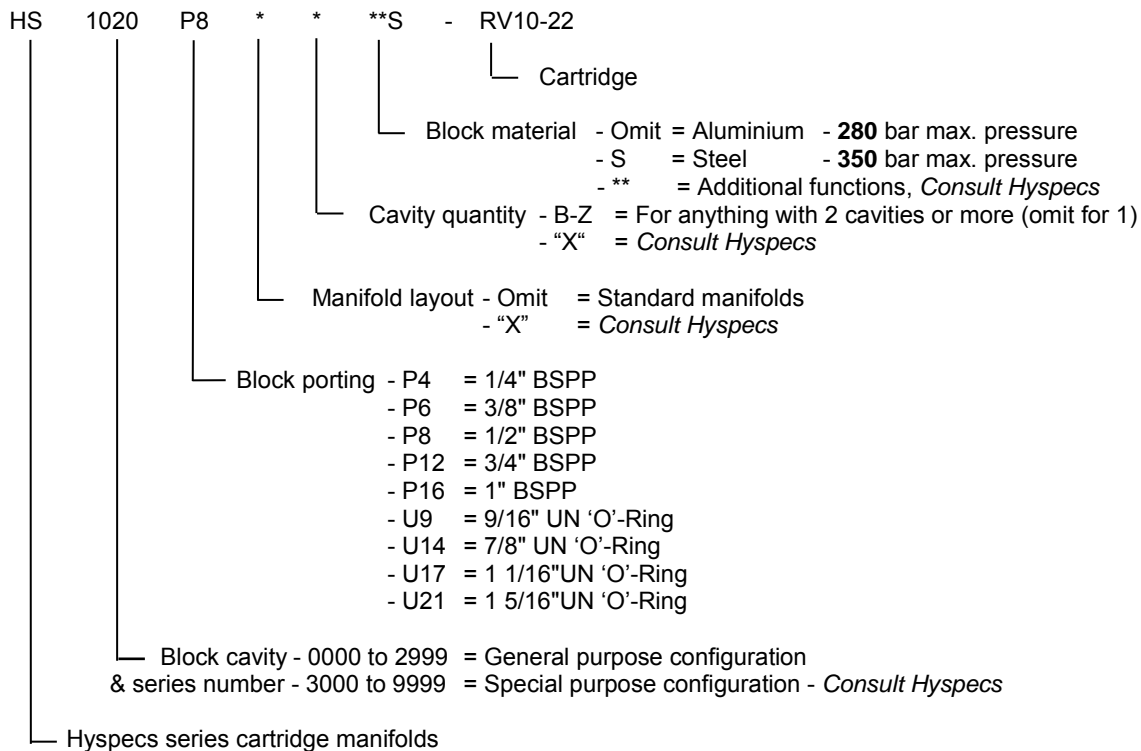 HS 1020 P8 * * **S - RV10-22
Cartridge
Block material - Omit = Aluminium - 280 bar max. pressure
- S = Steel - 350 bar max. pressure
- ** = Additional functions, Consult Hyspecs
Cavity quantity - B-Z = For anything with 2 cavities or more (omit for 1)
- “X“ = Consult Hyspecs
Manifold layout - Omit = Standard manifolds
- “X” = Consult Hyspecs
Block porting - P4 = 1/4" BSPP
- P6 = 3/8" BSPP
- P8 = 1/2" BSPP
- P12 = 3/4" BSPP
- P16 = 1" BSPP
- U9 = 9/16" UN ‘O’-Ring
- U14 = 7/8" UN ‘O’-Ring
- U17 = 1 1/16"UN ‘O’-Ring
- U21 = 1 5/16"UN ‘O’-Ring
Block cavity - 0000 to 2999 = General purpose configuration
& series number - 3000 to 9999 = Special purpose configuration - Consult Hyspecs
Hyspecs series cartridge manifolds